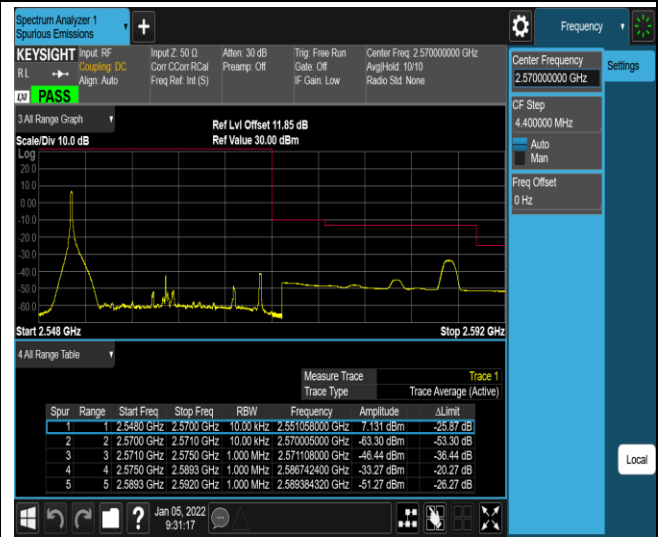 Spectrum Analyzer 1
Spurious Emissions
Frequency
KEYSIGHT
R L
LXI
PASS
Input: RF
Coupling: DC
Align: Auto
Input Z: 50 Ω
Corr CCorr RCal
Freq Ref: Int (S)
Atten: 30 dB
Preamp: Off
Trig: Free Run
Gate: Off
IF Gain: Low
Center Freq: 2.570000000 GHz
Avg|Hold: 10/10
Radio Std: None
Center Frequency
2.570000000 GHz
Settings
CF Step
4.400000 MHz
Auto
Man
Freq Offset
0 Hz
3 All Range Graph
Scale/Div 10.0 dB
Ref Lvl Offset 11.85 dB
Ref Value 30.00 dBm
Log
20.0
10.0
0.00
-10.0
-20.0
-30.0
-40.0
-50.0
-60.0
Start 2.548 GHz
Stop 2.592 GHz
4 All Range Table
Measure Trace Trace 1
Trace Type Trace Average (Active)
Spur Range Start Freq Stop Freq RBW Frequency Amplitude ΔLimit
1 1 2.5480 GHz 2.5700 GHz 10.00 kHz 2.551058000 GHz 7.131 dBm -25.87 dB
2 2 2.5700 GHz 2.5710 GHz 10.00 kHz 2.570005000 GHz -63.30 dBm -53.30 dB
3 3 2.5710 GHz 2.5750 GHz 1.000 MHz 2.571108000 GHz -46.44 dBm -36.44 dB
4 4 2.5750 GHz 2.5893 GHz 1.000 MHz 2.586742400 GHz -33.27 dBm -20.27 dB
5 5 2.5893 GHz 2.5920 GHz 1.000 MHz 2.589384320 GHz -51.27 dBm -26.27 dB
Local
?
Jan 05, 2022
9:31:17